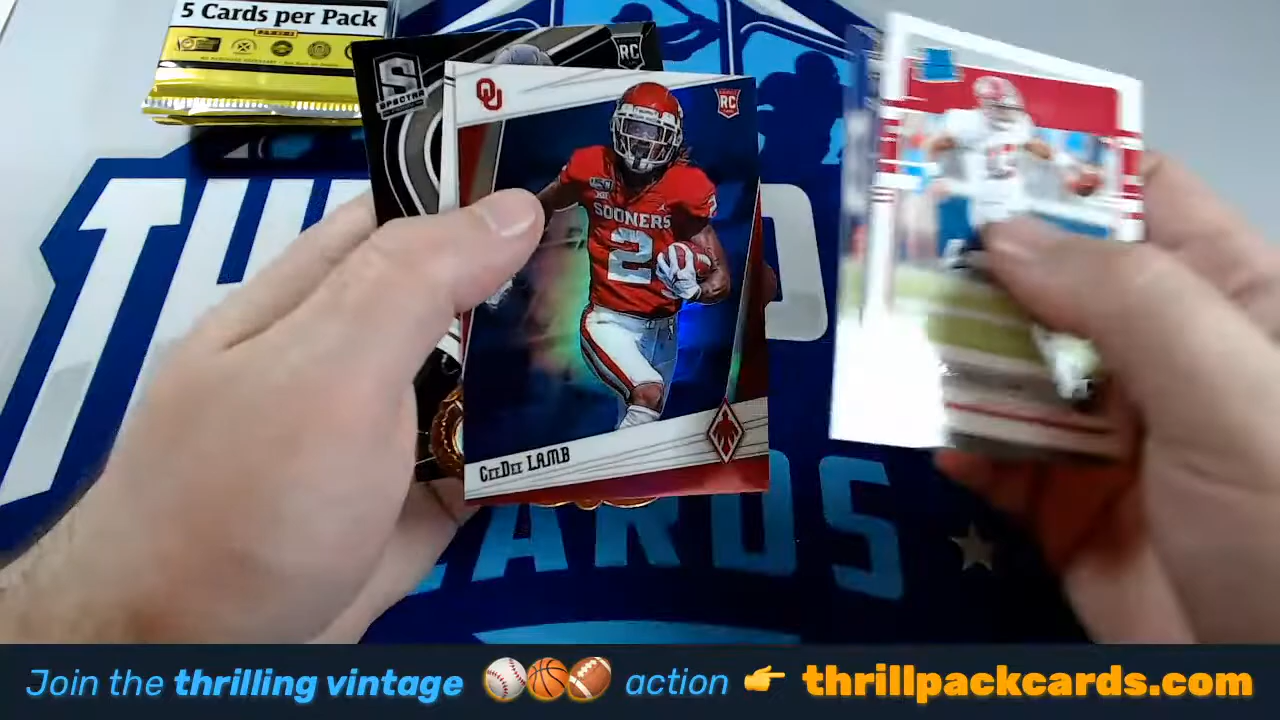 5 Cards per Pack
RC
SPECTRA
OU
RC
SOONERS
2
CeeDee LAMB
TH
CARDS
Join the thrilling vintage action thrillpackcards.com